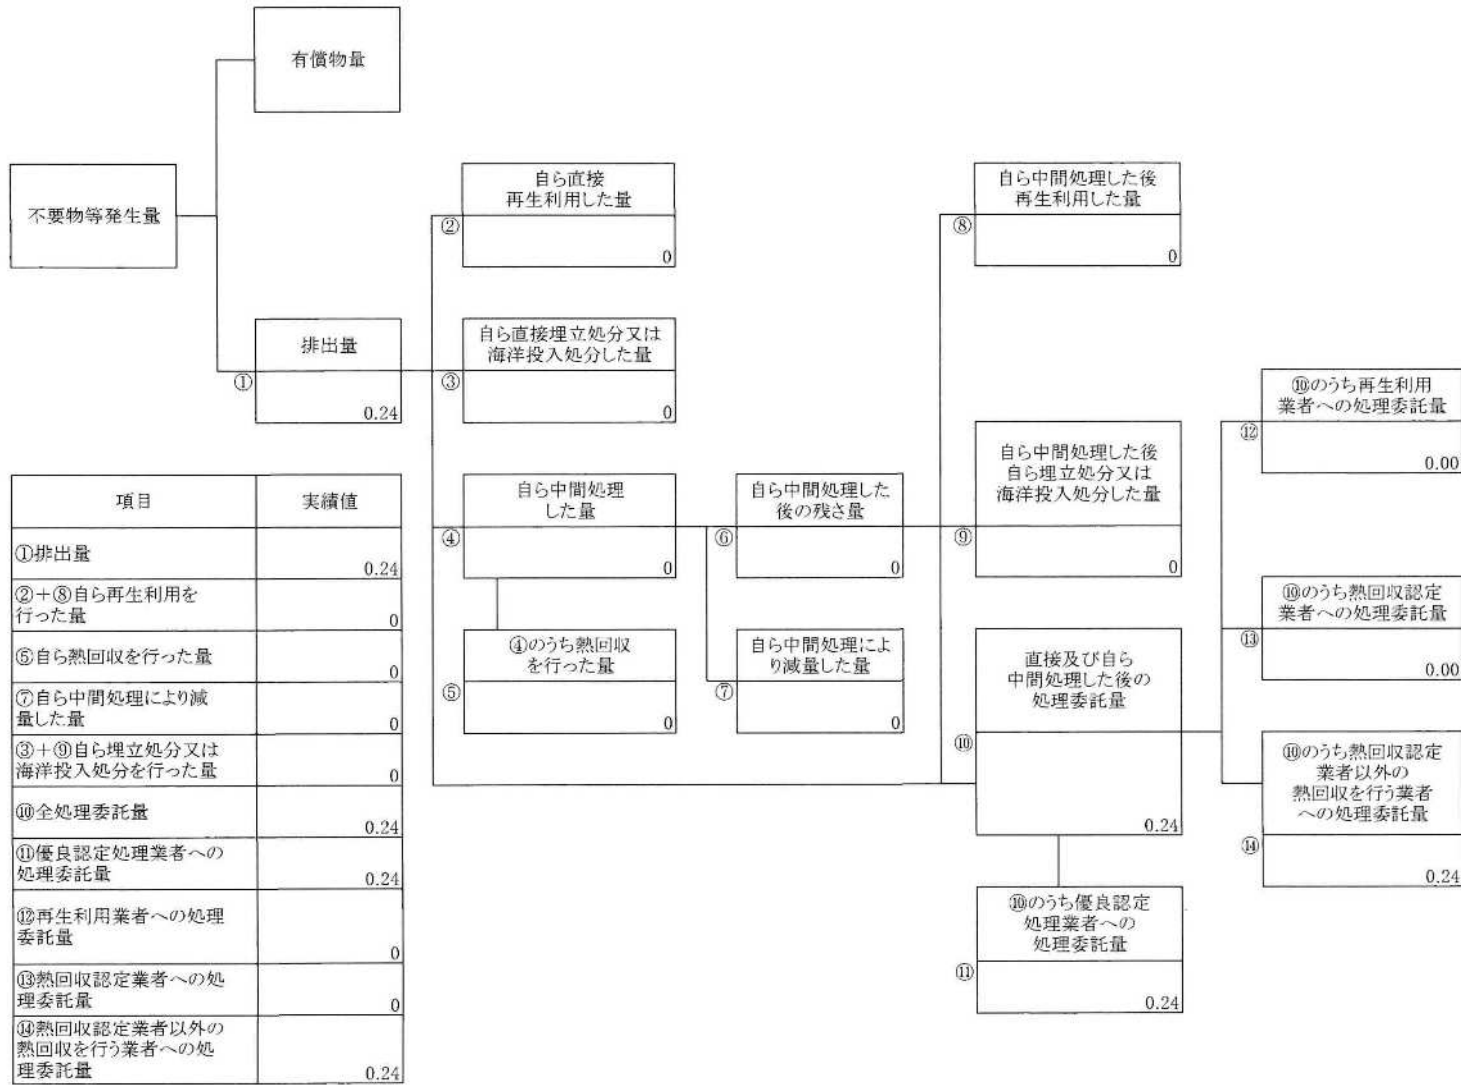 有償物量
不要物等発生量
排出量
①
0.24
自ら直接
再生利用した量
②
0
自ら直接埋立処分又は
海洋投入処分した量
③
0
自ら中間処理
した量
④
0
④のうち熱回収
を行った量
⑤
0
自ら中間処理した
後の残さ量
⑥
0
自ら中間処理によ
り減量した量
⑦
0
自ら中間処理した後
再生利用した量
⑧
0
自ら中間処理した後
自ら埋立処分又は
海洋投入処分した量
⑨
0
直接及び自ら
中間処理した後の
処理委託量
⑩
0.24
⑩のうち優良認定
処理業者への
処理委託量
⑪
0.24
⑩のうち再生利用
業者への処理委託量
⑫
0.00
⑩のうち熱回収認定
業者への処理委託量
⑬
0.00
⑩のうち熱回収認定
業者以外の
熱回収を行う業者
への処理委託量
⑭
0.24
項目 実績値
①排出量 0.24
②+⑧自ら再生利用を
行った量 0
⑤自ら熱回収を行った量 0
⑦自ら中間処理により減
量した量 0
③+⑨自ら埋立処分又は
海洋投入処分を行った量 0
⑩全処理委託量 0.24
⑪優良認定処理業者への
処理委託量 0.24
⑫再生利用業者への処理
委託量 0
⑬熱回収認定業者への処
理委託量 0
⑭熱回収認定業者以外の
熱回収を行う業者への処
理委託量 0.24